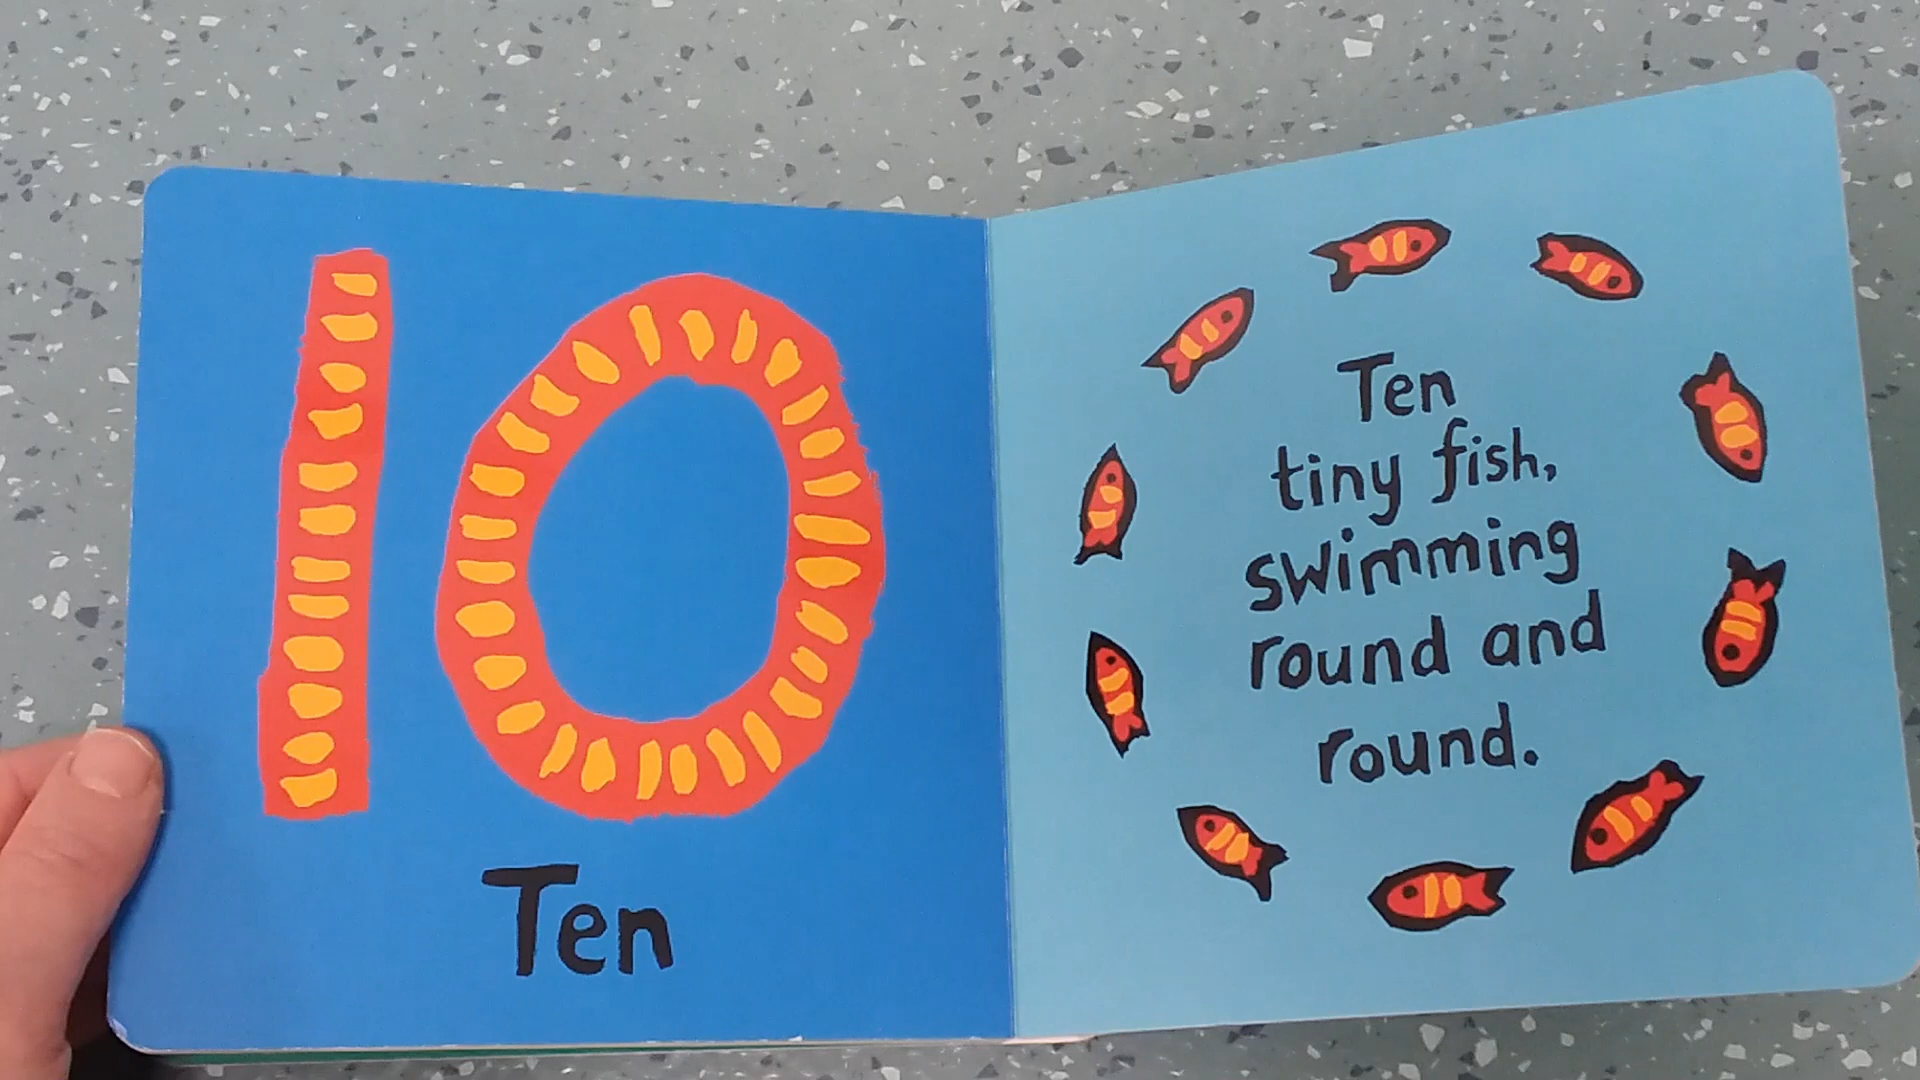 10
Ten
Ten
tiny fish,
swimming
round and
round.